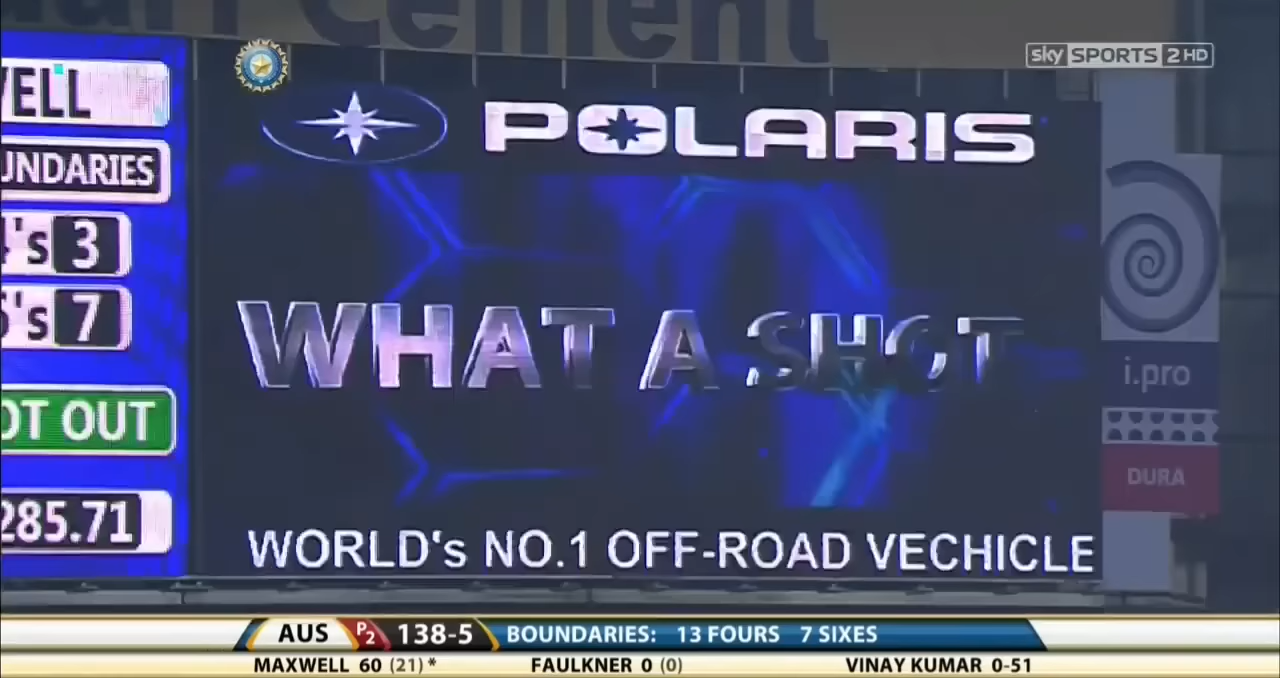 Cement
sky SPORTS 2 HD
POLARIS
UNDARIES
's 3
's 7
WHAT A SHOT
OT OUT
285.71
i.pro
DURA
WORLD's NO.1 OFF-ROAD VECHICLE
AUS P2 138-5 BOUNDARIES: 13 FOURS 7 SIXES
MAXWELL 60 (21)* FAULKNER 0 (0) VINAY KUMAR 0-51